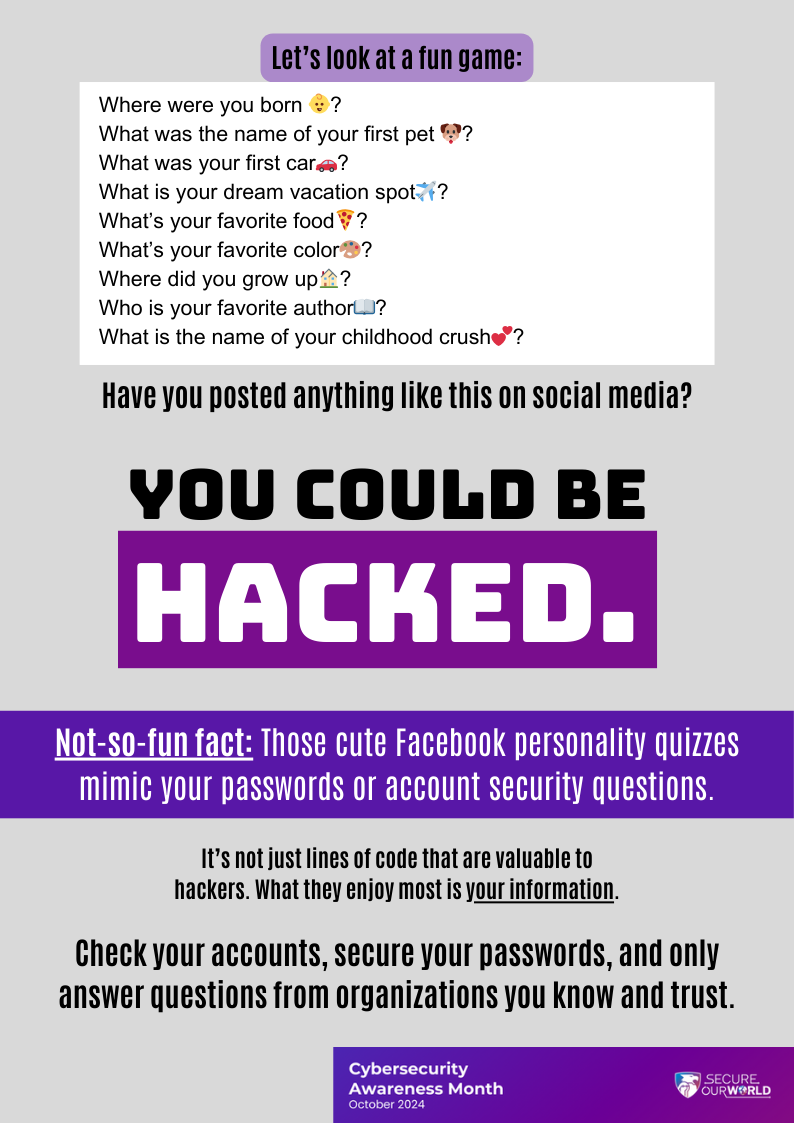 Let’s look at a fun game:
Where were you born 👶?
What was the name of your first pet 🐶?
What was your first car🚗?
What is your dream vacation spot✈️?
What’s your favorite food🍕?
What’s your favorite color🎨?
Where did you grow up🏠?
Who is your favorite author📖?
What is the name of your childhood crush💕?
Have you posted anything like this on social media?
YOU COULD BE
HACKED.
Not-so-fun fact: Those cute Facebook personality quizzes
mimic your passwords or account security questions.
It’s not just lines of code that are valuable to
hackers. What they enjoy most is your information.
Check your accounts, secure your passwords, and only
answer questions from organizations you know and trust.
Cybersecurity
Awareness Month
October 2024
SECURE
OUR WORLD